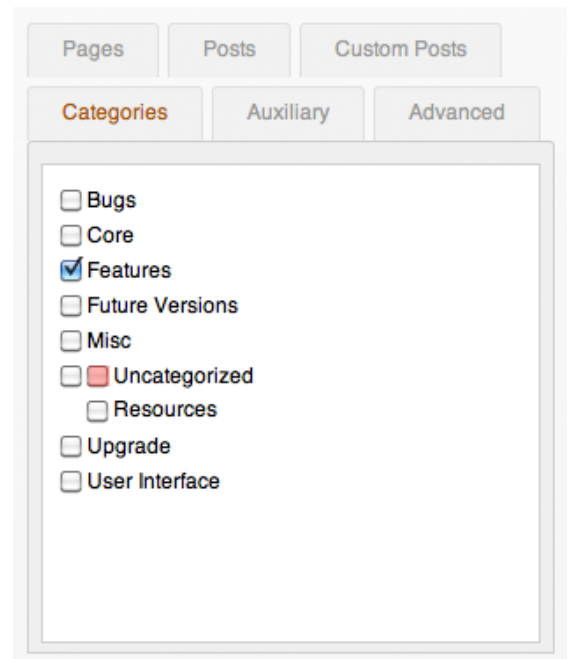 Pages Posts Custom Posts
Categories Auxiliary Advanced
Bugs
Core
Features
Future Versions
Misc
Uncategorized
Resources
Upgrade
User Interface